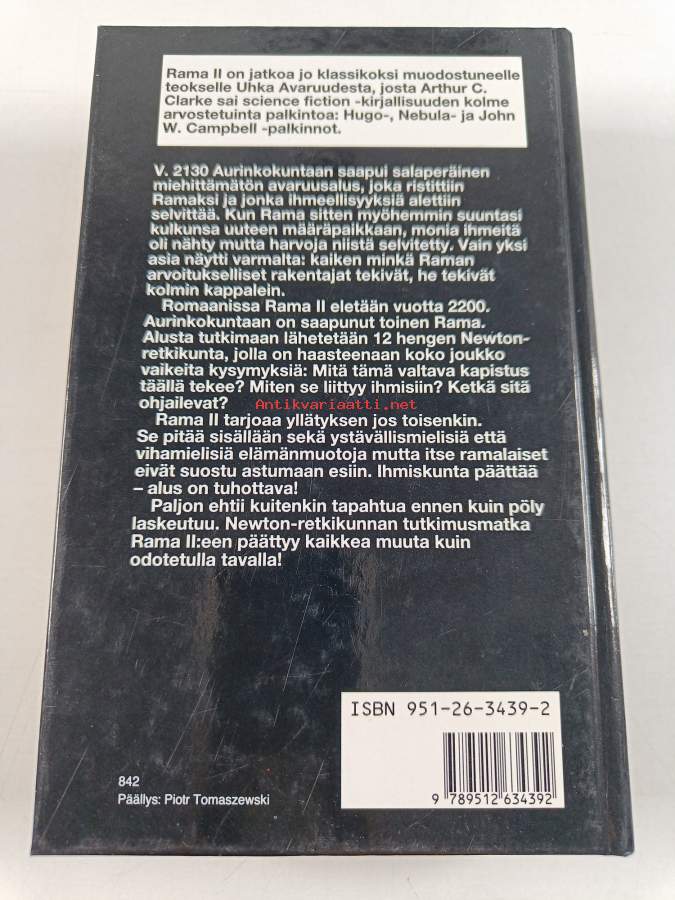 Rama II on jatkoa jo klassikoksi muodostuneelle
teokselle Uhka Avaruudesta, josta Arthur C.
Clarke sai science fiction -kirjallisuuden kolme
arvostetuinta palkintoa: Hugo-, Nebula- ja John
W. Campbell -palkinnot.
V. 2130 Aurinkokuntaan saapui salaperäinen
miehittämätön avaruusalus, joka ristittiin
Ramaksi ja jonka ihmeellisyyksiä alettiin
selvittää. Kun Rama sitten myöhemmin suuntasi
kulkunsa uuteen määräpaikkaan, monia ihmeitä
oli nähty mutta harvoja niistä selvitetty. Vain yksi
asia näytti varmalta: kaiken minkä Raman
arvoitukselliset rakentajat tekivät, he tekivät
kolmin kappalein.
Romaanissa Rama II eletään vuotta 2200.
Aurinkokuntaan on saapunut toinen Rama.
Alusta tutkimaan lähetetään 12 hengen Newton-
retkikunta, jolla on haasteenaan koko joukko
vaikeita kysymyksiä: Mitä tämä valtava kapistus
täällä tekee? Miten se liittyy ihmisiin? Ketkä sitä
ohjailevat?
Antikvariaatti.net
Rama II tarjoaa yllätyksen jos toisenkin.
Se pitää sisällään sekä ystävällismielisiä että
vihamielisiä elämänmuotoja mutta itse ramalaiset
eivät suostu astumaan esiin. Ihmiskunta päättää
– alus on tuhottava!
Paljon ehtii kuitenkin tapahtua ennen kuin pöly
laskeutuu. Newton-retkikunnan tutkimusmatka
Rama II:een päättyy kaikkea muuta kuin
odotetulla tavalla!
ISBN 951-26-3439-2
9 789512 634392
842
Päällys: Piotr Tomaszewski